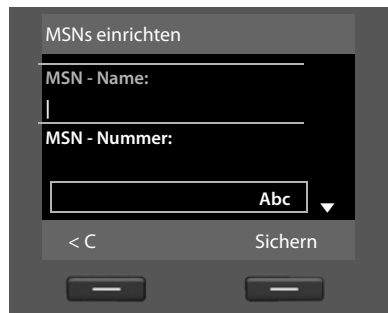 MSNs einrichten
MSN - Name:
MSN - Nummer:
Abc
< C Sichern